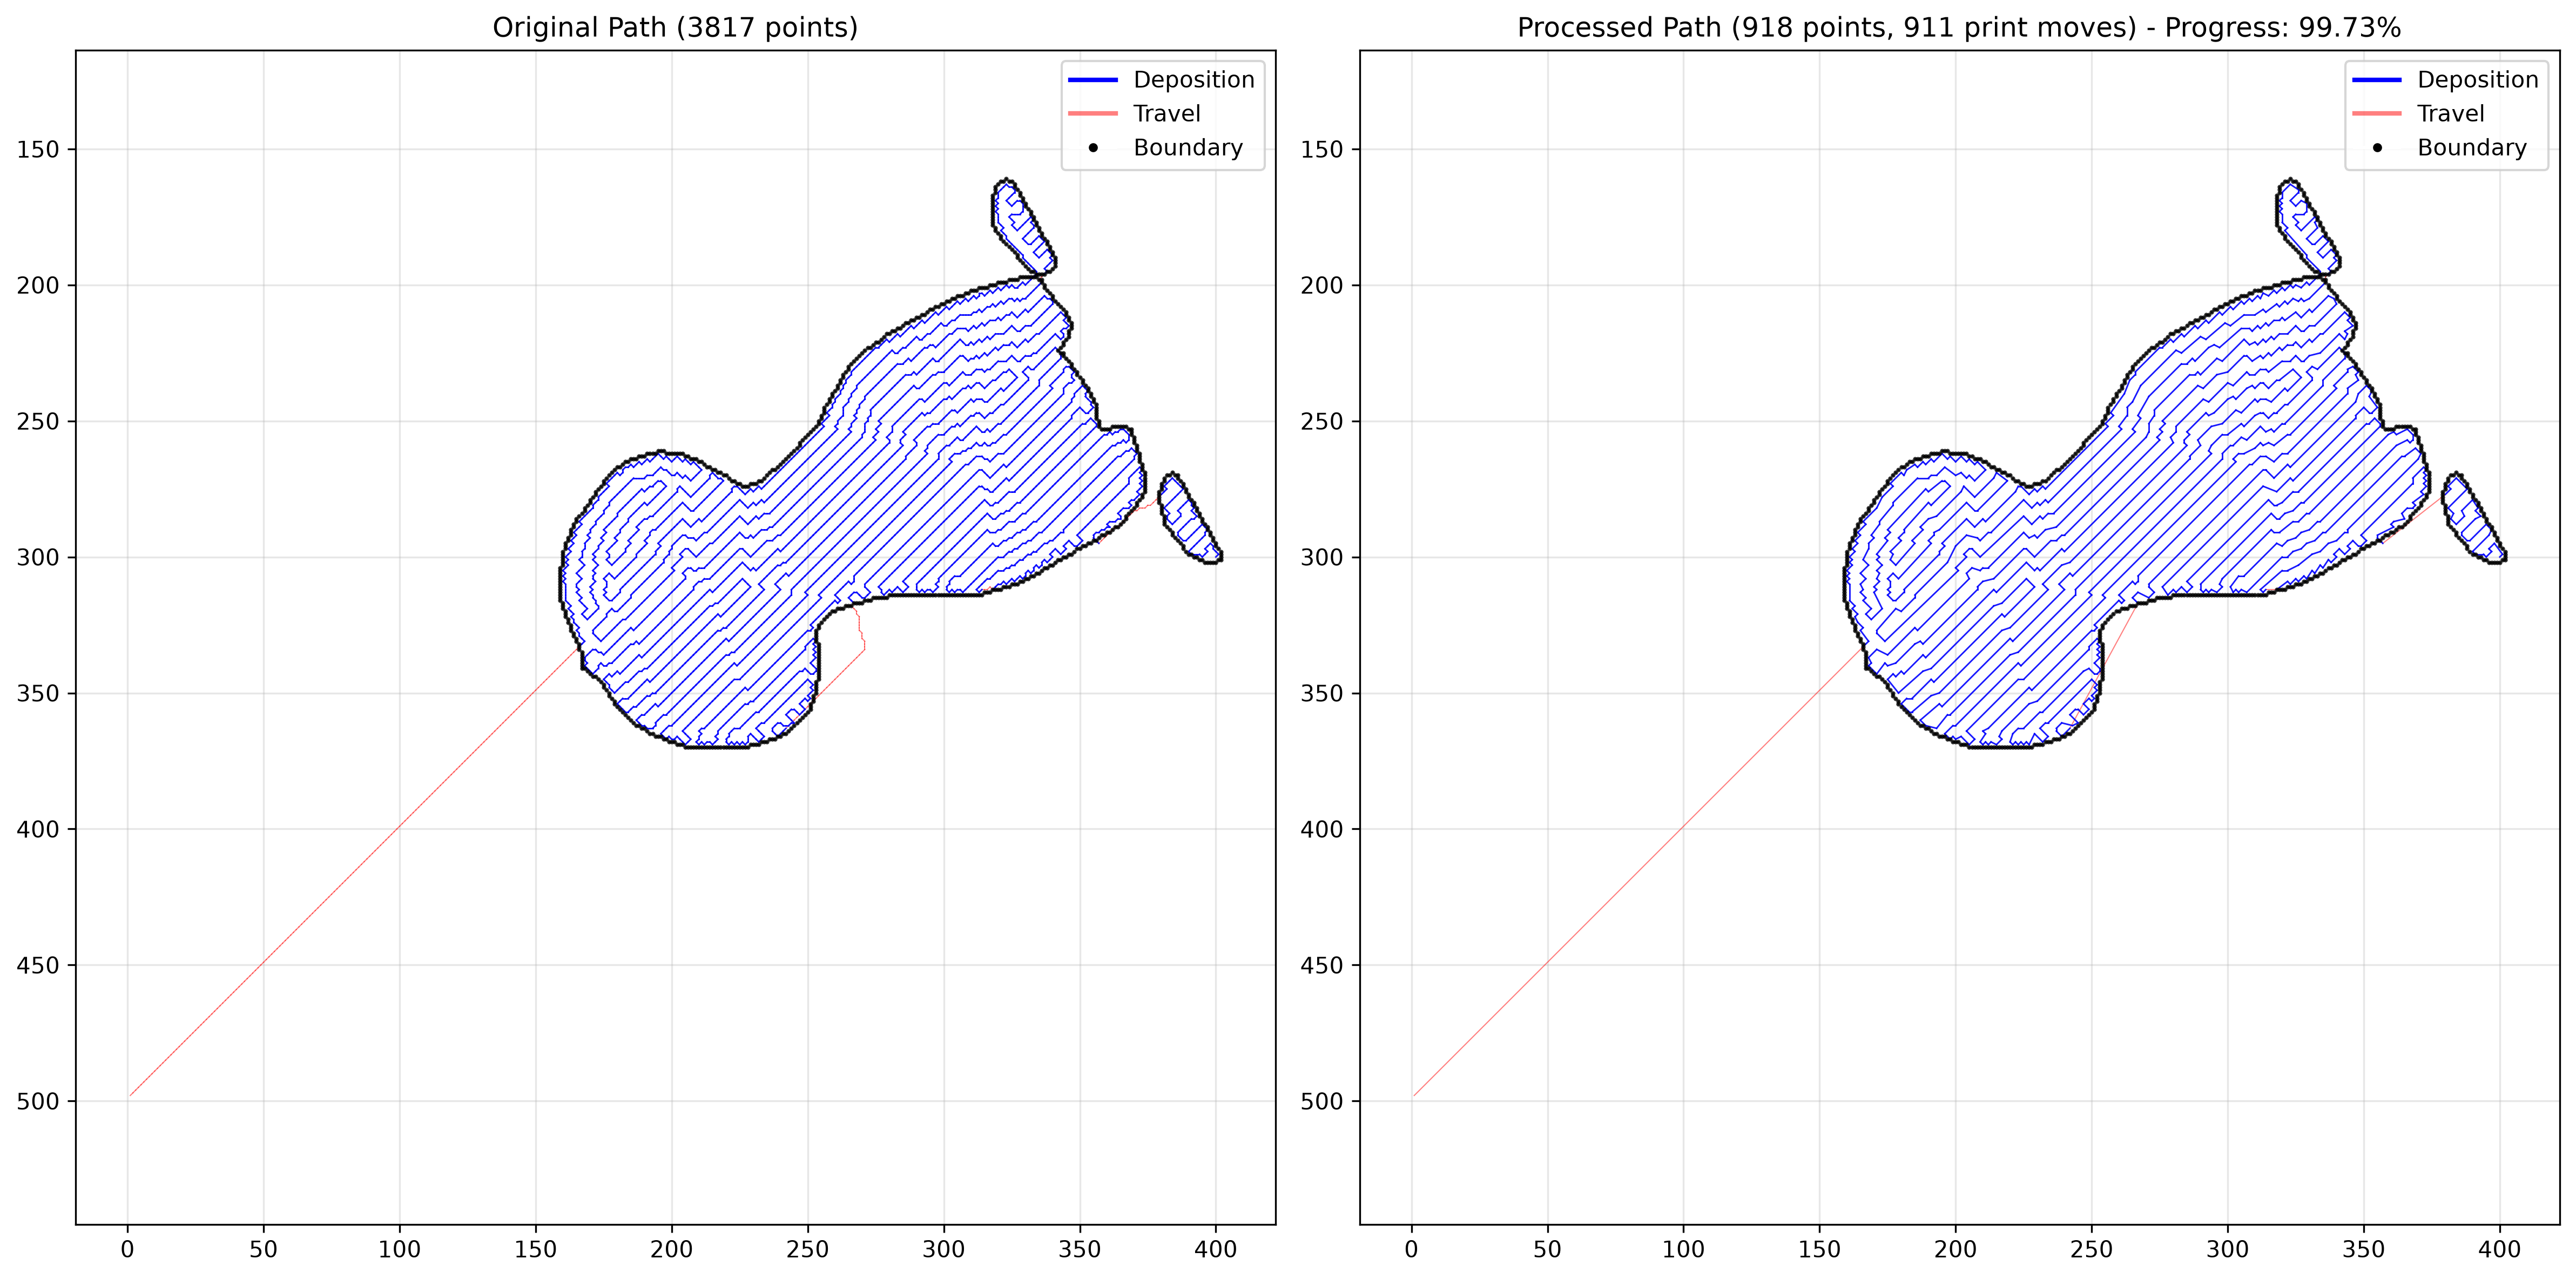 Original Path (3817 points)
Deposition
Travel
Boundary
150
200
250
300
350
400
450
500
0 50 100 150 200 250 300 350 400
Processed Path (918 points, 911 print moves) - Progress: 99.73%
Deposition
Travel
Boundary
150
200
250
300
350
400
450
500
0 50 100 150 200 250 300 350 400